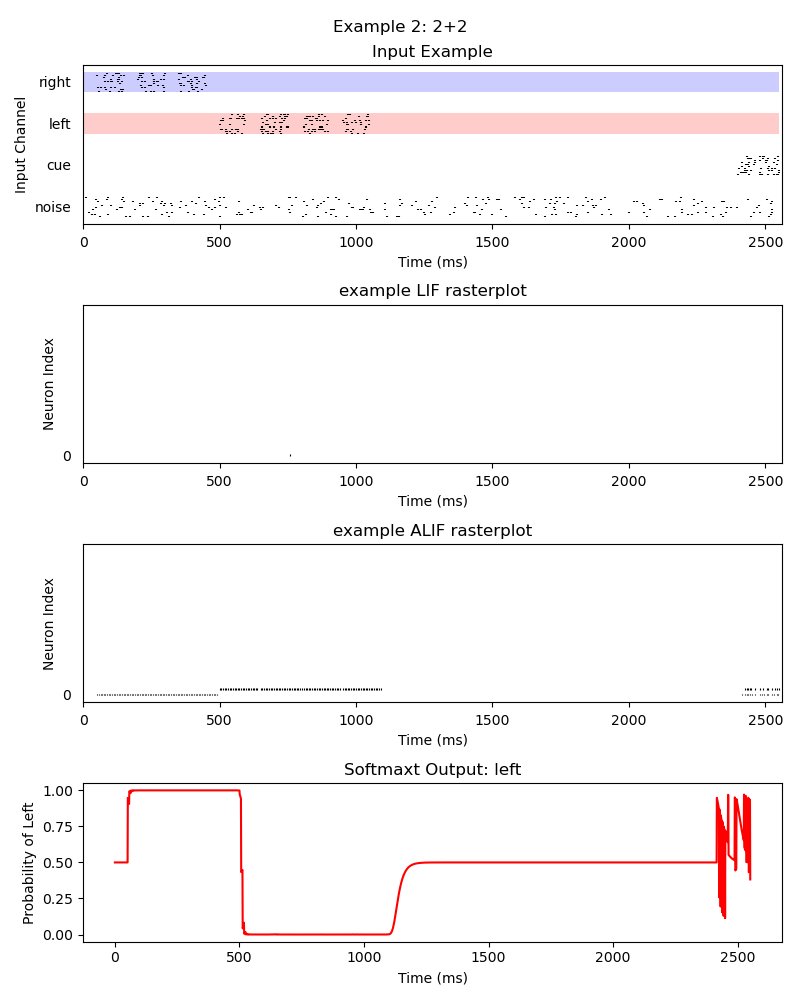 Example 2: 2+2
Input Example
Input Channel
right
left
cue
noise
0 500 1000 1500 2000 2500
Time (ms)
example LIF rasterplot
Neuron Index
0
0 500 1000 1500 2000 2500
Time (ms)
example ALIF rasterplot
Neuron Index
0
0 500 1000 1500 2000 2500
Time (ms)
Softmaxt Output: left
Probability of Left
1.00
0.75
0.50
0.25
0.00
0 500 1000 1500 2000 2500
Time (ms)